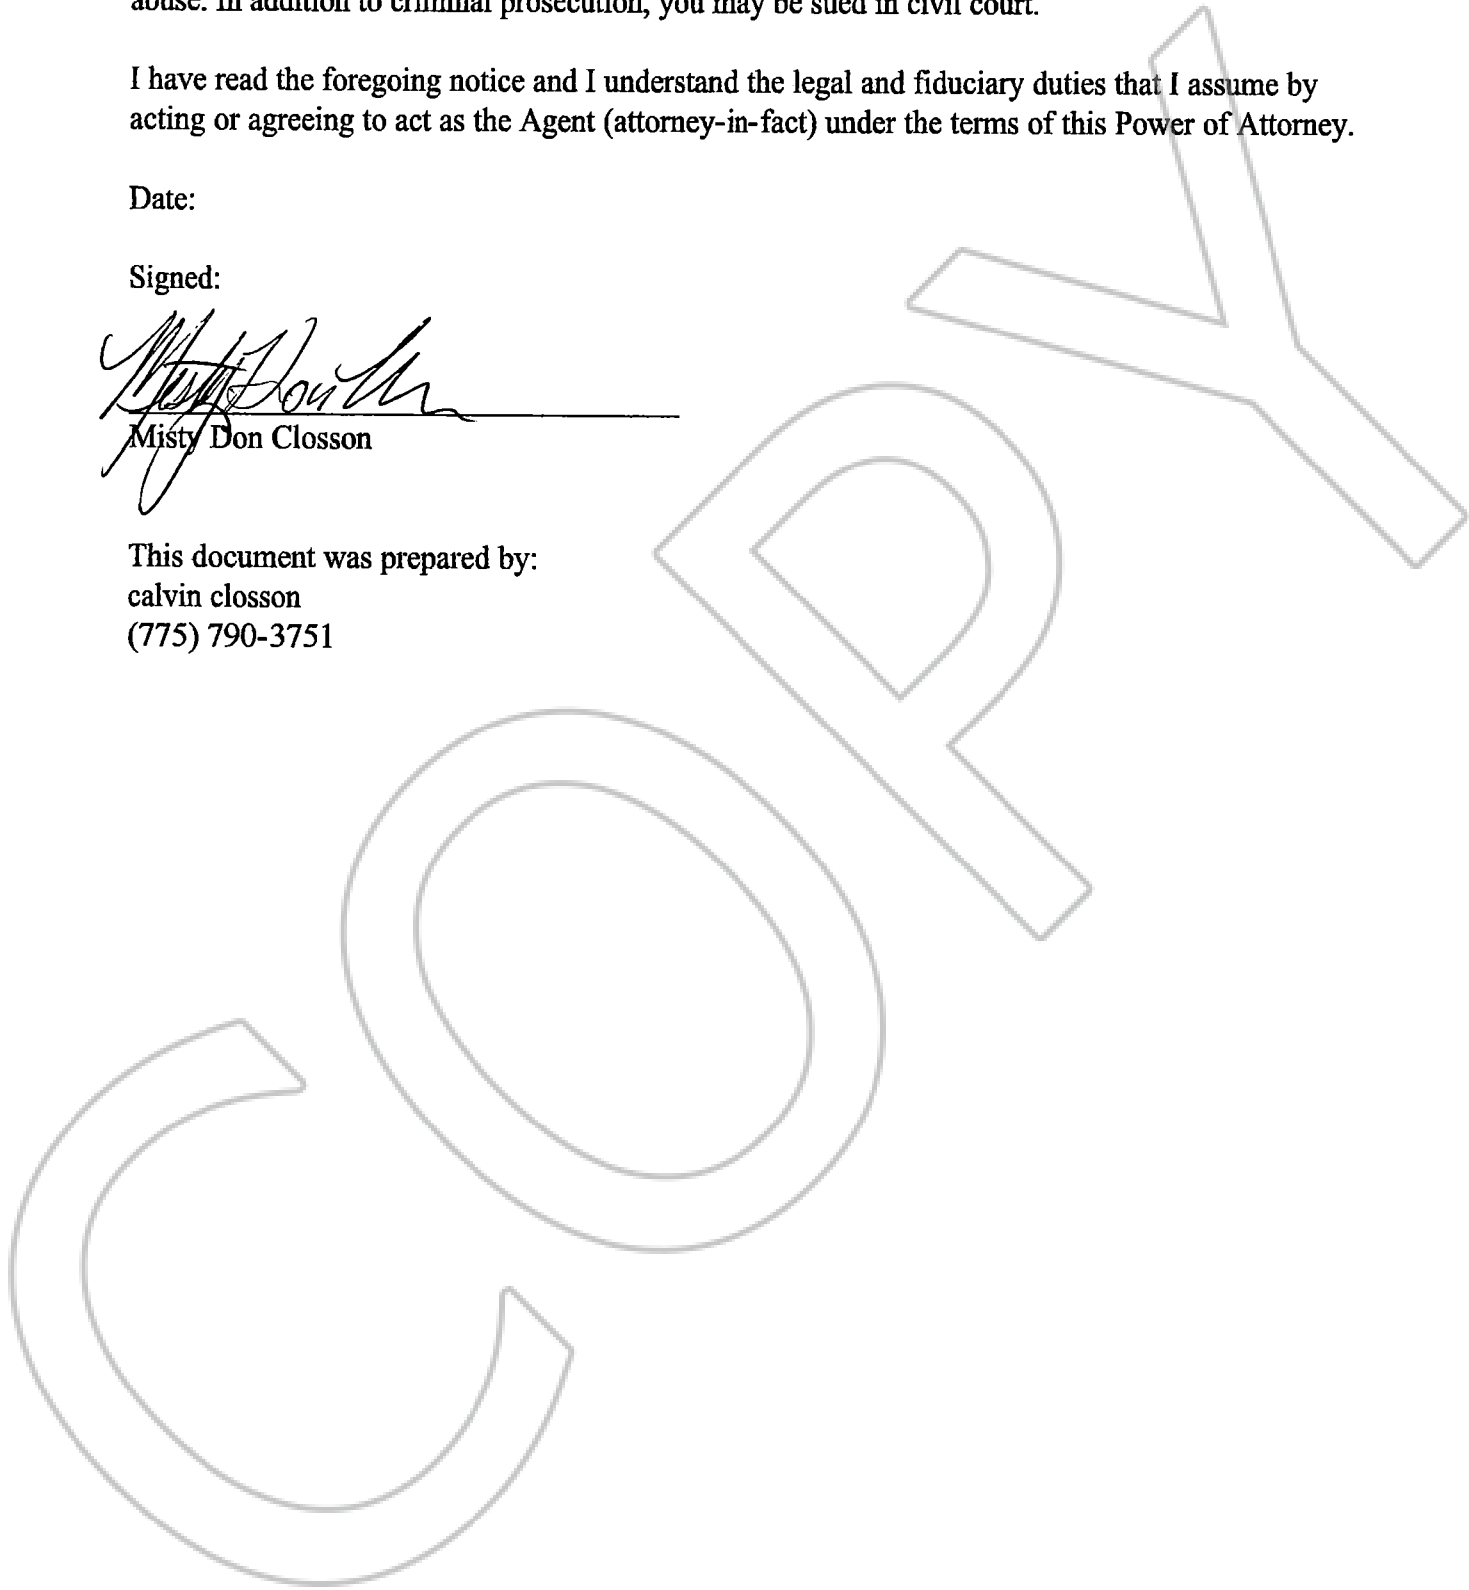 abuse. In addition to criminal prosecution, you may be sued in civil court.
I have read the foregoing notice and I understand the legal and fiduciary duties that I assume by
acting or agreeing to act as the Agent (attorney-in-fact) under the terms of this Power of Attorney.
Date:
Signed:
Misty Don Closson
This document was prepared by:
calvin closson
(775) 790-3751
COPY